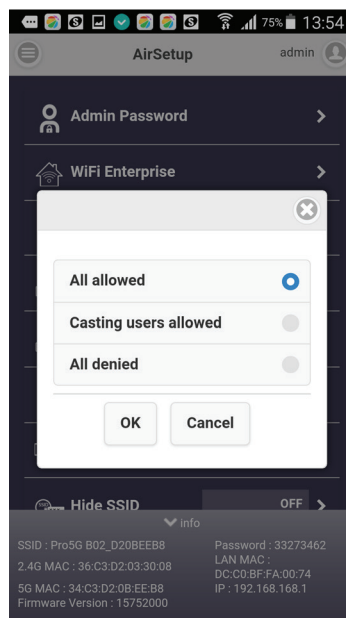 75% 13:54
AirSetup admin
Admin Password
WiFi Enterprise
All allowed
Casting users allowed
All denied
OK Cancel
Hide SSID OFF
info
SSID : Pro5G B02_D20BEEB8 Password : 33273462
2.4G MAC : 36:C3:D2:03:30:08 LAN MAC :
DC:C0:BF:FA:00:74
5G MAC : 34:C3:D2:0B:EE:B8 IP : 192.168.168.1
Firmware Version : 15752000